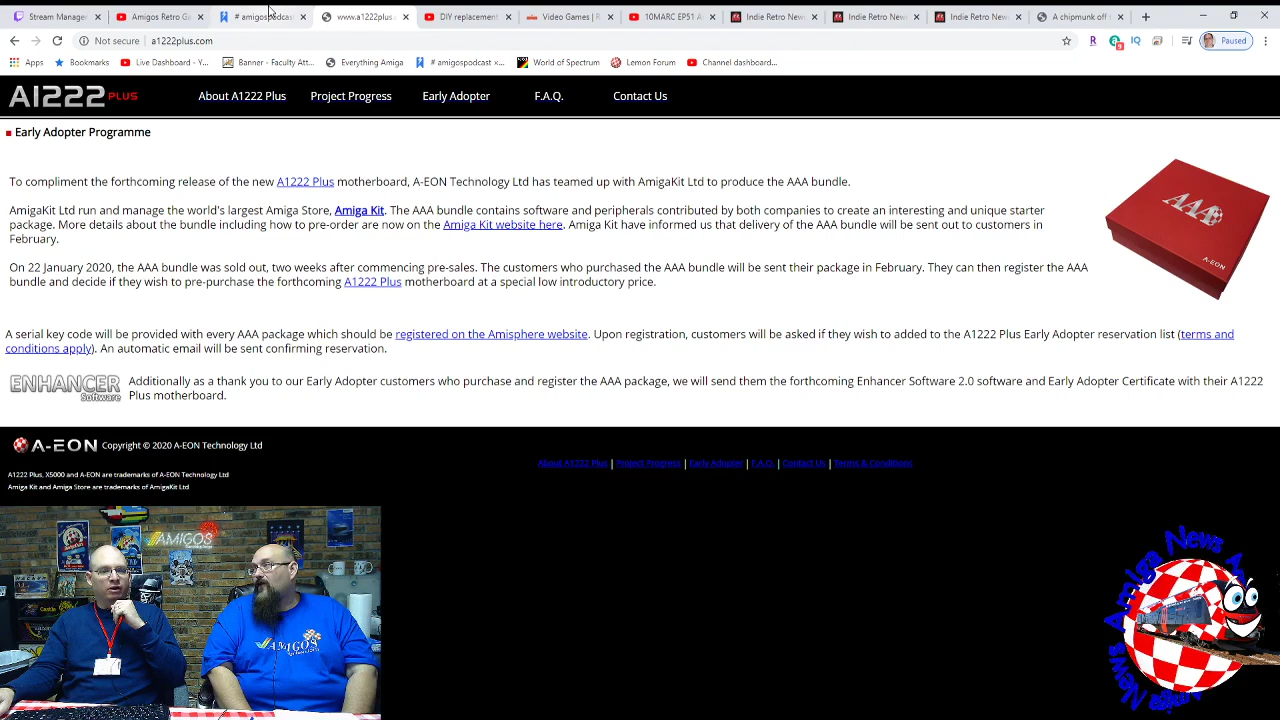 Stream Manag
Amigos Retro G
# amigospodcas
www.a1222plus.
DIY replacement
Video Games | R
10MARC EP51 A
Indie Retro New
Indie Retro New
Indie Retro New
A chipmunk off
Not secure | a1222plus.com
Paused
Apps
Bookmarks
Live Dashboard - Y...
Banner - Faculty Att...
Everything Amiga
# amigospodcast x...
World of Spectrum
Lemon Forum
Channel dashboard...
A1222 PLUS
About A1222 Plus
Project Progress
Early Adopter
F.A.Q.
Contact Us
Early Adopter Programme
To compliment the forthcoming release of the new A1222 Plus motherboard, A-EON Technology Ltd has teamed up with AmigaKit Ltd to produce the AAA bundle.
AmigaKit Ltd run and manage the world's largest Amiga Store, Amiga Kit. The AAA bundle contains software and peripherals contributed by both companies to create an interesting and unique starter
package. More details about the bundle including how to pre-order are now on the Amiga Kit website here. Amiga Kit have informed us that delivery of the AAA bundle will be sent out to customers in
February.
AAA
A-EON
On 22 January 2020, the AAA bundle was sold out, two weeks after commencing pre-sales. The customers who purchased the AAA bundle will be sent their package in February. They can then register the AAA
bundle and decide if they wish to pre-purchase the forthcoming A1222 Plus motherboard at a special low introductory price.
A serial key code will be provided with every AAA package which should be registered on the Amisphere website. Upon registration, customers will be asked if they wish to added to the A1222 Plus Early Adopter reservation list (terms and
conditions apply). An automatic email will be sent confirming reservation.
ENHANCER
Software
Additionally as a thank you to our Early Adopter customers who purchase and register the AAA package, we will send them the forthcoming Enhancer Software 2.0 software and Early Adopter Certificate with their A1222
Plus motherboard.
A-EON Copyright © 2020 A-EON Technology Ltd
About A1222 Plus | Project Progress | Early Adopter | F.A.Q. | Contact Us | Terms & Conditions
A1222 Plus, X5000 and A-EON are trademarks of A-EON Technology Ltd
Amiga Kit and Amiga Store are trademarks of AmigaKit Ltd
AMIGOS
AMIGOS
Amiga News
Amiga News